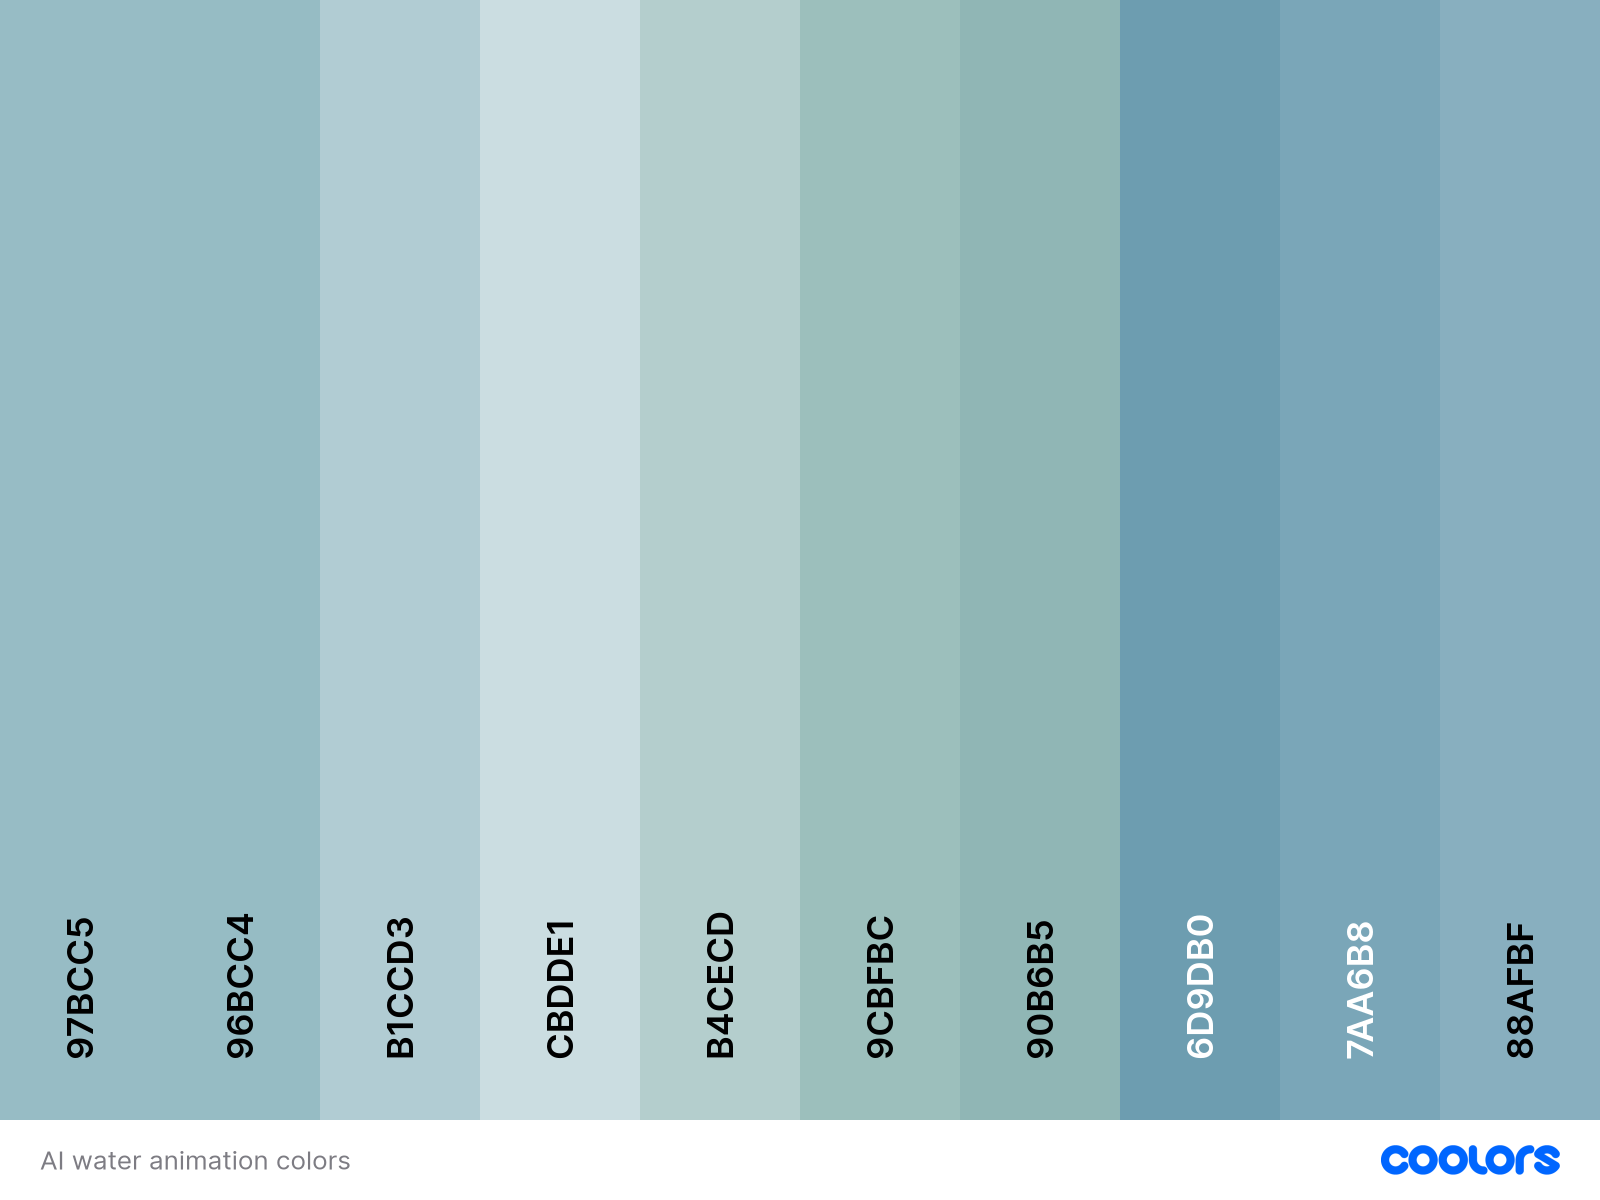 97BCC5
96BCC4
B1CCD3
CBDDE1
B4CECD
9CBFBC
90B6B5
6D9DB0
7AA6B8
88AFBF
AI water animation colors
coolors